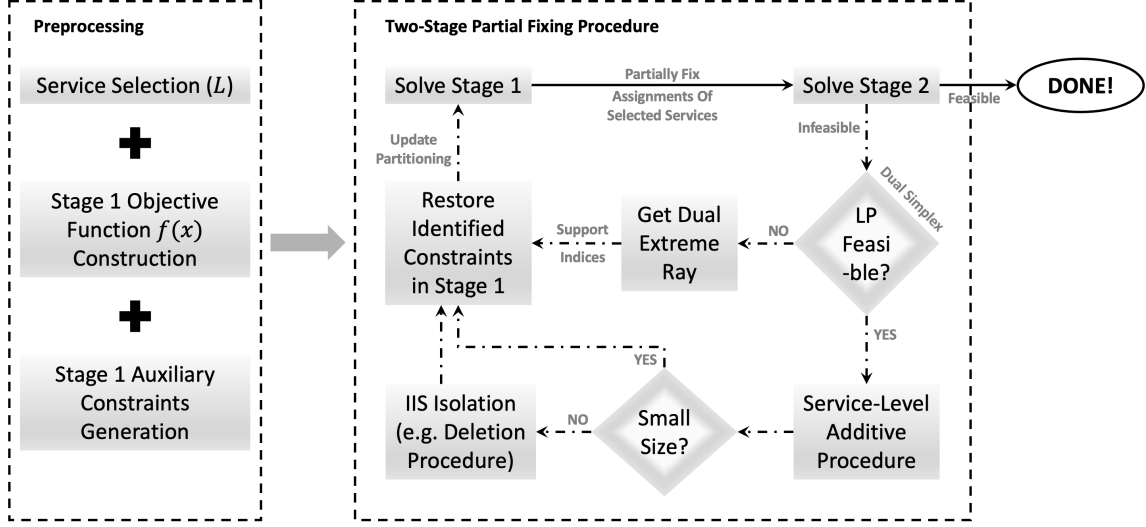 Preprocessing
Service Selection (L)
Stage 1 Objective
Function f(x)
Construction
Stage 1 Auxiliary
Constraints
Generation
Two-Stage Partial Fixing Procedure
Solve Stage 1
Partially Fix
Assignments Of
Selected Services
Solve Stage 2
Feasible
DONE!
Update
Partitioning
Infeasible
Dual Simplex
Restore
Identified
Constraints
in Stage 1
Support
Indices
Get Dual
Extreme
Ray
NO
LP
Feasi
-ble?
YES
YES
IIS Isolation
(e.g. Deletion
Procedure)
NO
Small
Size?
Service-Level
Additive
Procedure